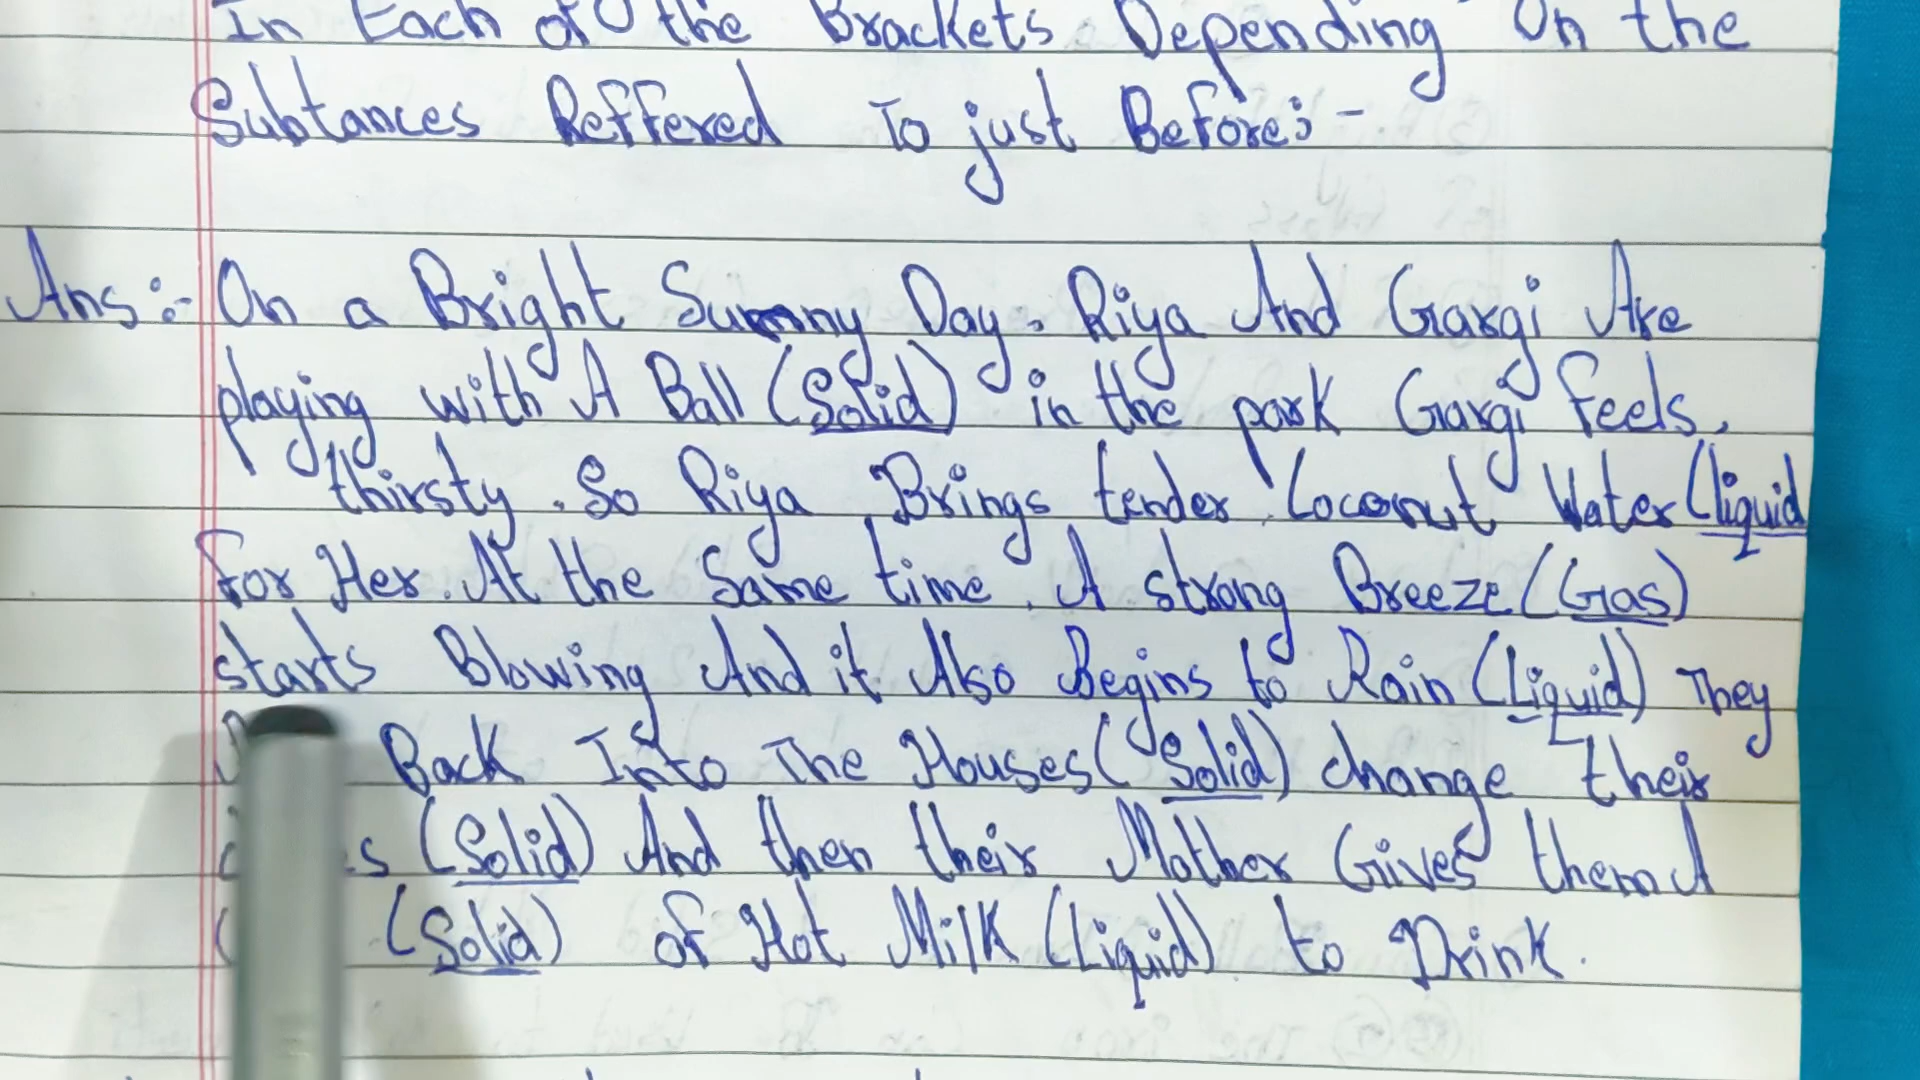 In Each of the Brackets Depending On the
Subtances Reffered To just Before:-
Ans:- On a Bright Sunny Day. Riya And Gargi Are
playing with A Ball (Solid) in the park Gargi feels,
thirsty. So Riya Brings tender Coconut Water (liquid
For Her. At the Same time. A strong Breeze (Gas)
starts Blowing And it Also Begins to Rain (Liquid) They
Back Into The Houses (Solid) change Their
(Solid) And then their Mother Gives them A
(Solid) of Hot Milk (Liquid) to Drink.